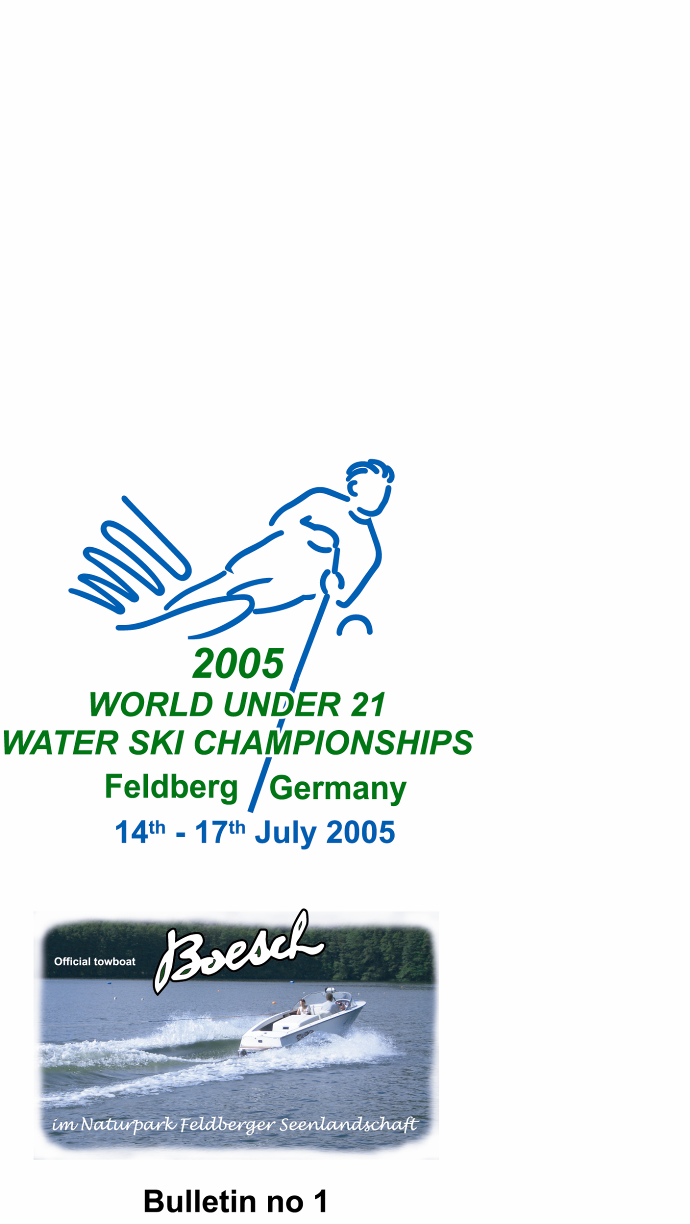 2005
WORLD UNDER 21
WATER SKI CHAMPIONSHIPS
Feldberg Germany
14th - 17th July 2005
Boesch
Official towboat
im Naturpark Feldberger Seenlandschaft
Bulletin no 1